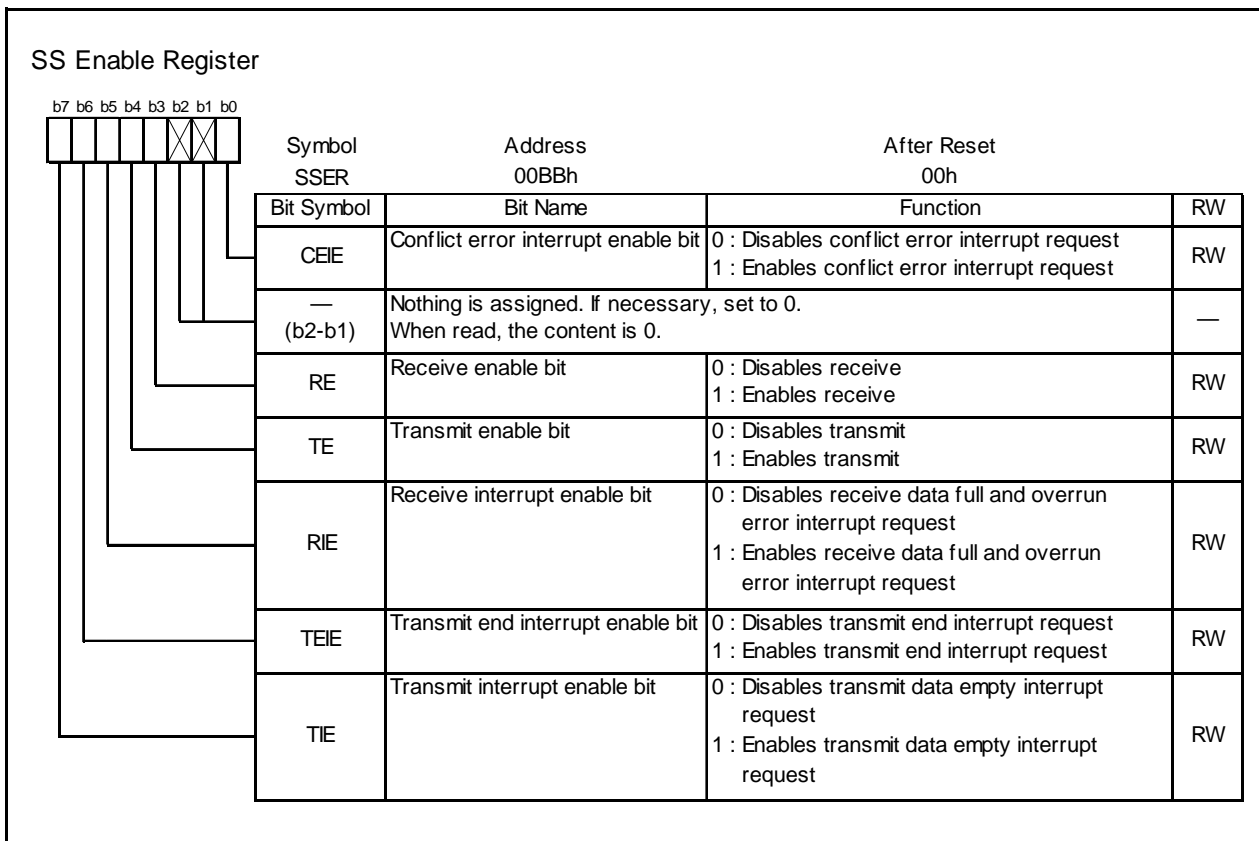 SS Enable Register
b7 b6 b5 b4 b3 b2 b1 b0
Symbol Address After Reset
SSER 00BBh 00h
Bit Symbol Bit Name Function RW
CEIE Conflict error interrupt enable bit 0 : Disables conflict error interrupt request
1 : Enables conflict error interrupt request RW
— (b2-b1) Nothing is assigned. If necessary, set to 0.
When read, the content is 0. —
RE Receive enable bit 0 : Disables receive
1 : Enables receive RW
TE Transmit enable bit 0 : Disables transmit
1 : Enables transmit RW
RIE Receive interrupt enable bit 0 : Disables receive data full and overrun
error interrupt request
1 : Enables receive data full and overrun
error interrupt request RW
TEIE Transmit end interrupt enable bit 0 : Disables transmit end interrupt request
1 : Enables transmit end interrupt request RW
TIE Transmit interrupt enable bit 0 : Disables transmit data empty interrupt
request
1 : Enables transmit data empty interrupt
request RW